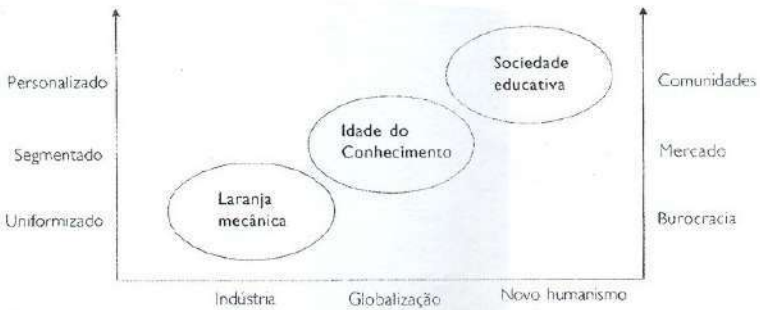 Sociedade
educativa
Personalizado
Comunidades
Idade do
Conhecimento
Segmentado
Mercado
Laranja
mecânica
Uniformizado
Burocracia
Indústria
Globalização
Novo humanismo